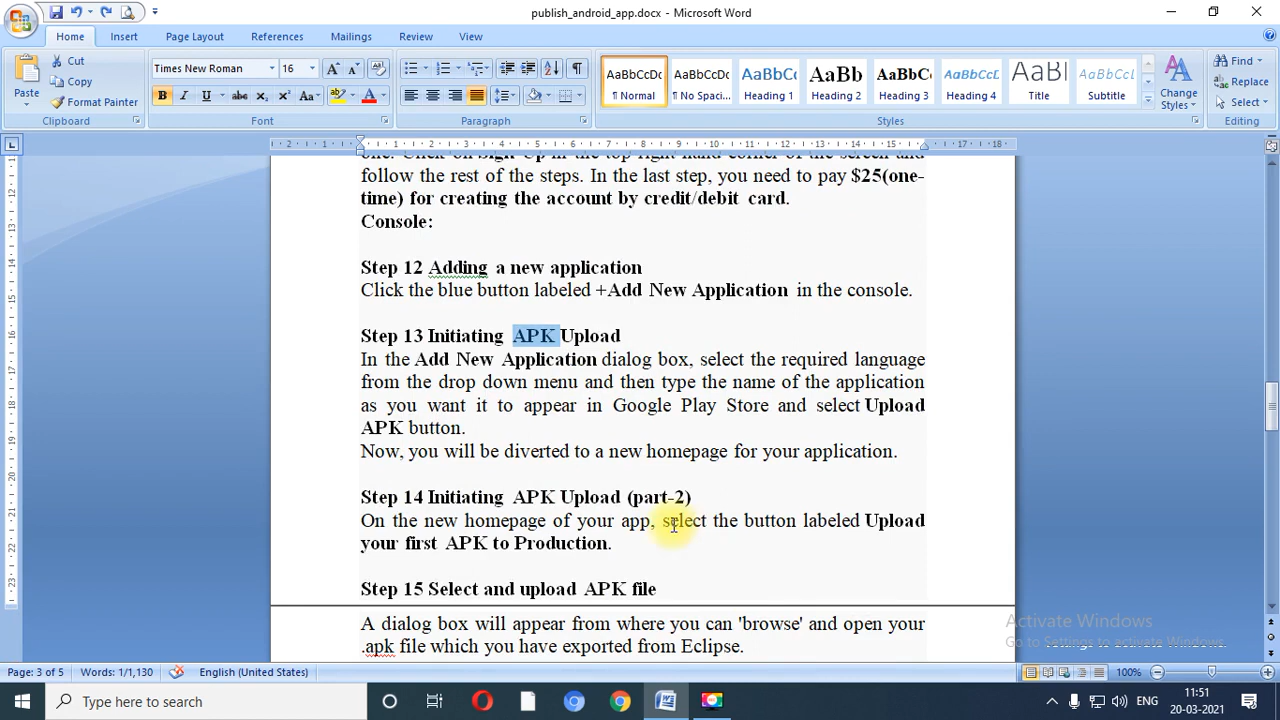 publish_android_app.docx - Microsoft Word
Home Insert Page Layout References Mailings Review View
Paste
Cut
Copy
Format Painter
Clipboard
Times New Roman 16
Font
Paragraph
AaBbCcDc AaBbCcDc AaBbCc AaBb AaBbC AaBbCcL AaBb AaBbCc
¶ Normal ¶ No Spaci... Heading 1 Heading 2 Heading 3 Heading 4 Title Subtitle
Change
Styles
Styles
Find
Replace
Select
Editing
follow the rest of the steps. In the last step, you need to pay $25(one-
time) for creating the account by credit/debit card.
Console:
Step 12 Adding a new application
Click the blue button labeled +Add New Application in the console.
Step 13 Initiating APK Upload
In the Add New Application dialog box, select the required language
from the drop down menu and then type the name of the application
as you want it to appear in Google Play Store and select Upload
APK button.
Now, you will be diverted to a new homepage for your application.
Step 14 Initiating APK Upload (part-2)
On the new homepage of your app, select the button labeled Upload
your first APK to Production.
Step 15 Select and upload APK file
A dialog box will appear from where you can 'browse' and open your
.apk file which you have exported from Eclipse.
Activate Windows
Go to Settings to activate Windows.
Page: 3 of 5 Words: 1/1,130 English (United States) 100%
Type here to search
ENG
11:51
20-03-2021